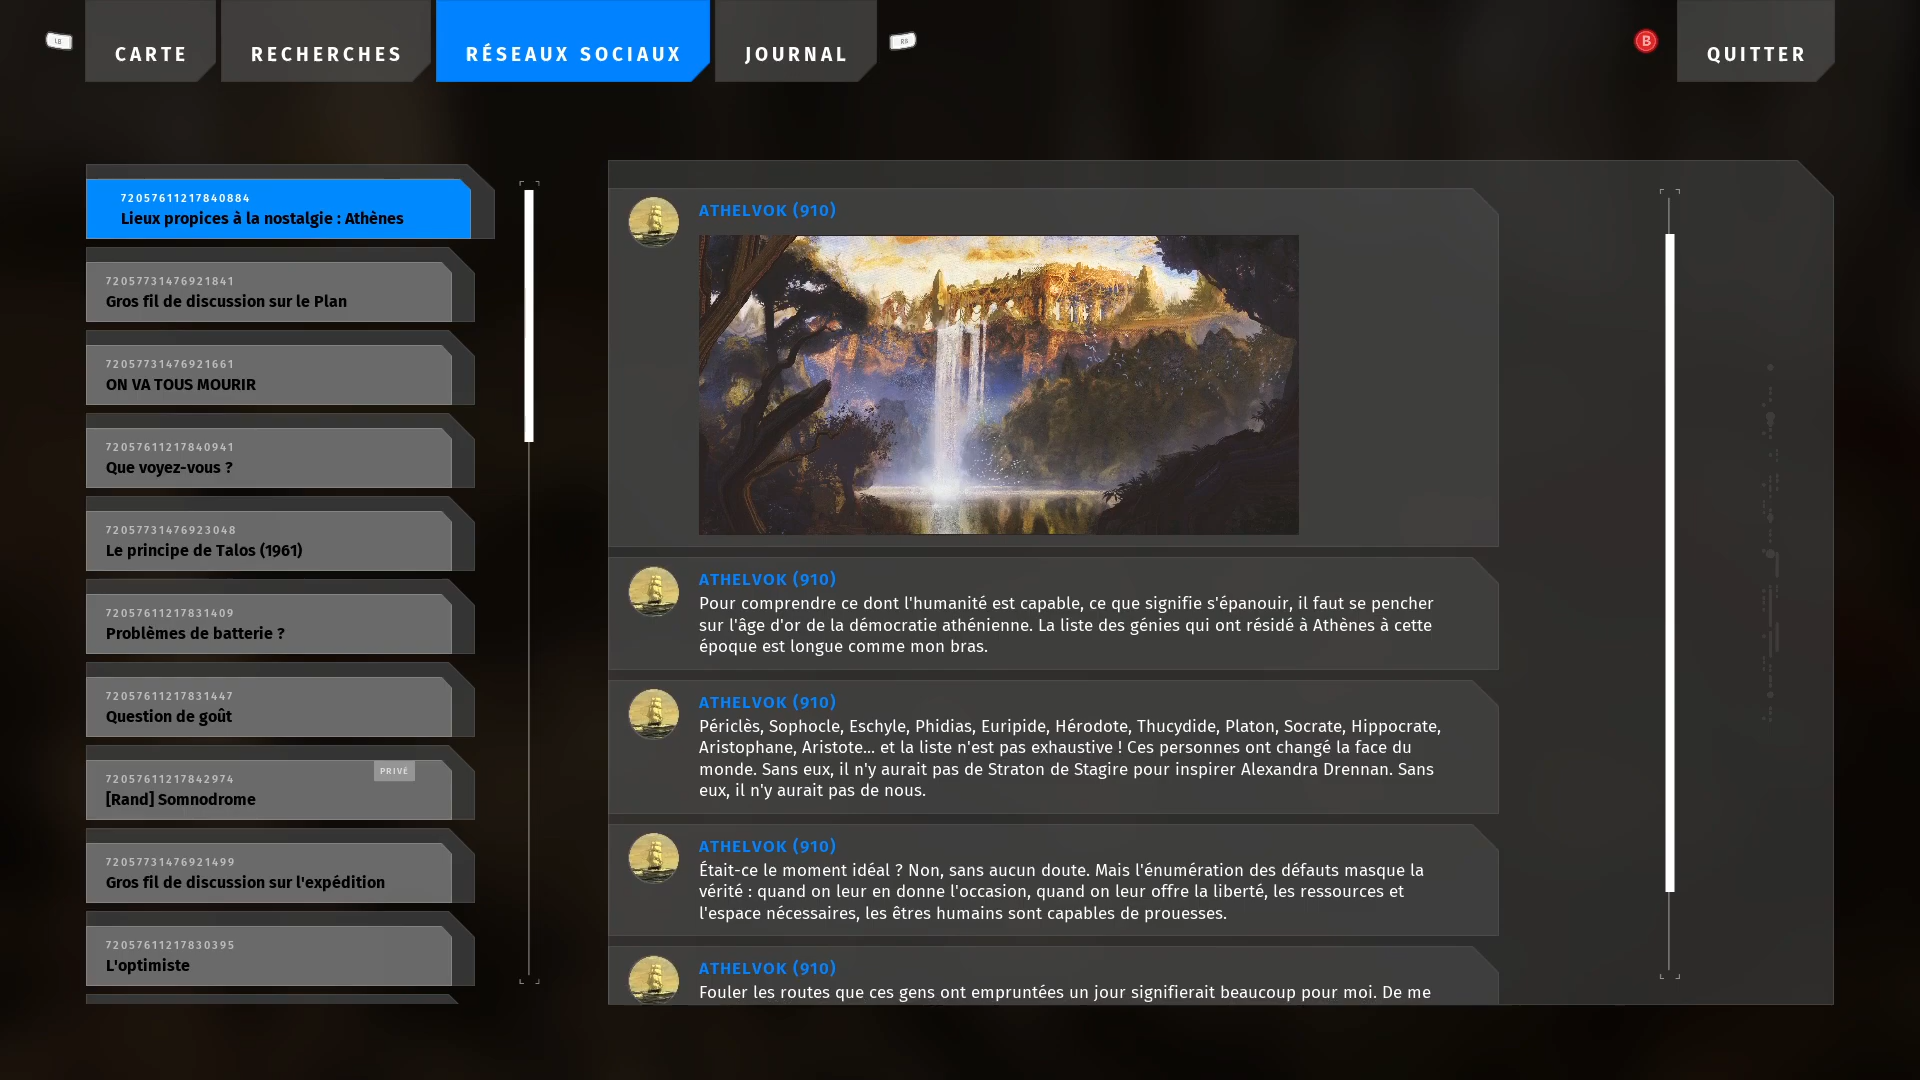 LB
CARTE
RECHERCHES
RÉSEAUX SOCIAUX
JOURNAL
RB
B
QUITTER
72057611217840884
Lieux propices à la nostalgie : Athènes
72057731476921841
Gros fil de discussion sur le Plan
72057731476921661
ON VA TOUS MOURIR
72057611217840941
Que voyez-vous ?
72057731476923048
Le principe de Talos (1961)
72057611217831409
Problèmes de batterie ?
72057611217831447
Question de goût
PRIVÉ
72057611217842974
[Rand] Somnodrome
72057731476921499
Gros fil de discussion sur l'expédition
72057611217830395
L'optimiste
ATHELVOK (910)
ATHELVOK (910)
Pour comprendre ce dont l'humanité est capable, ce que signifie s'épanouir, il faut se pencher
sur l'âge d'or de la démocratie athénienne. La liste des génies qui ont résidé à Athènes à cette
époque est longue comme mon bras.
ATHELVOK (910)
Périclès, Sophocle, Eschyle, Phidias, Euripide, Hérodote, Thucydide, Platon, Socrate, Hippocrate,
Aristophane, Aristote... et la liste n'est pas exhaustive ! Ces personnes ont changé la face du
monde. Sans eux, il n'y aurait pas de Straton de Stagire pour inspirer Alexandra Drennan. Sans
eux, il n'y aurait pas de nous.
ATHELVOK (910)
Était-ce le moment idéal ? Non, sans aucun doute. Mais l'énumération des défauts masque la
vérité : quand on leur en donne l'occasion, quand on leur offre la liberté, les ressources et
l'espace nécessaires, les êtres humains sont capables de prouesses.
ATHELVOK (910)
Fouler les routes que ces gens ont empruntées un jour signifierait beaucoup pour moi. De me